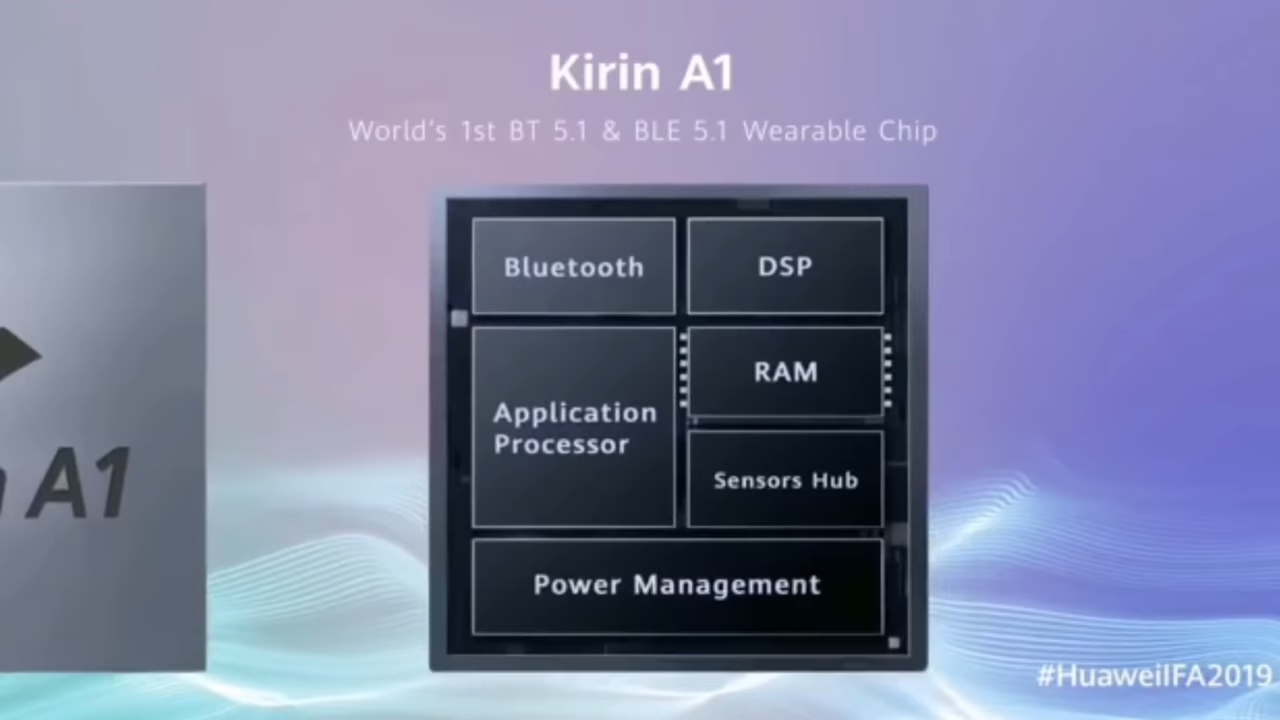 Kirin A1
World's 1st BT 5.1 & BLE 5.1 Wearable Chip
A1
Bluetooth
DSP
Application
Processor
RAM
Sensors Hub
Power Management
#HuaweiIFA2019